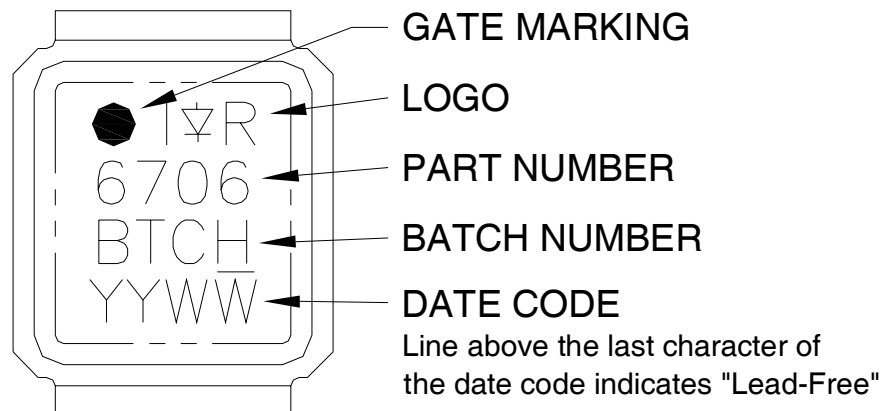 GATE MARKING
I R
LOGO
6706
PART NUMBER
BTCH
BATCH NUMBER
YYWW̅
DATE CODE
Line above the last character of
the date code indicates "Lead-Free"